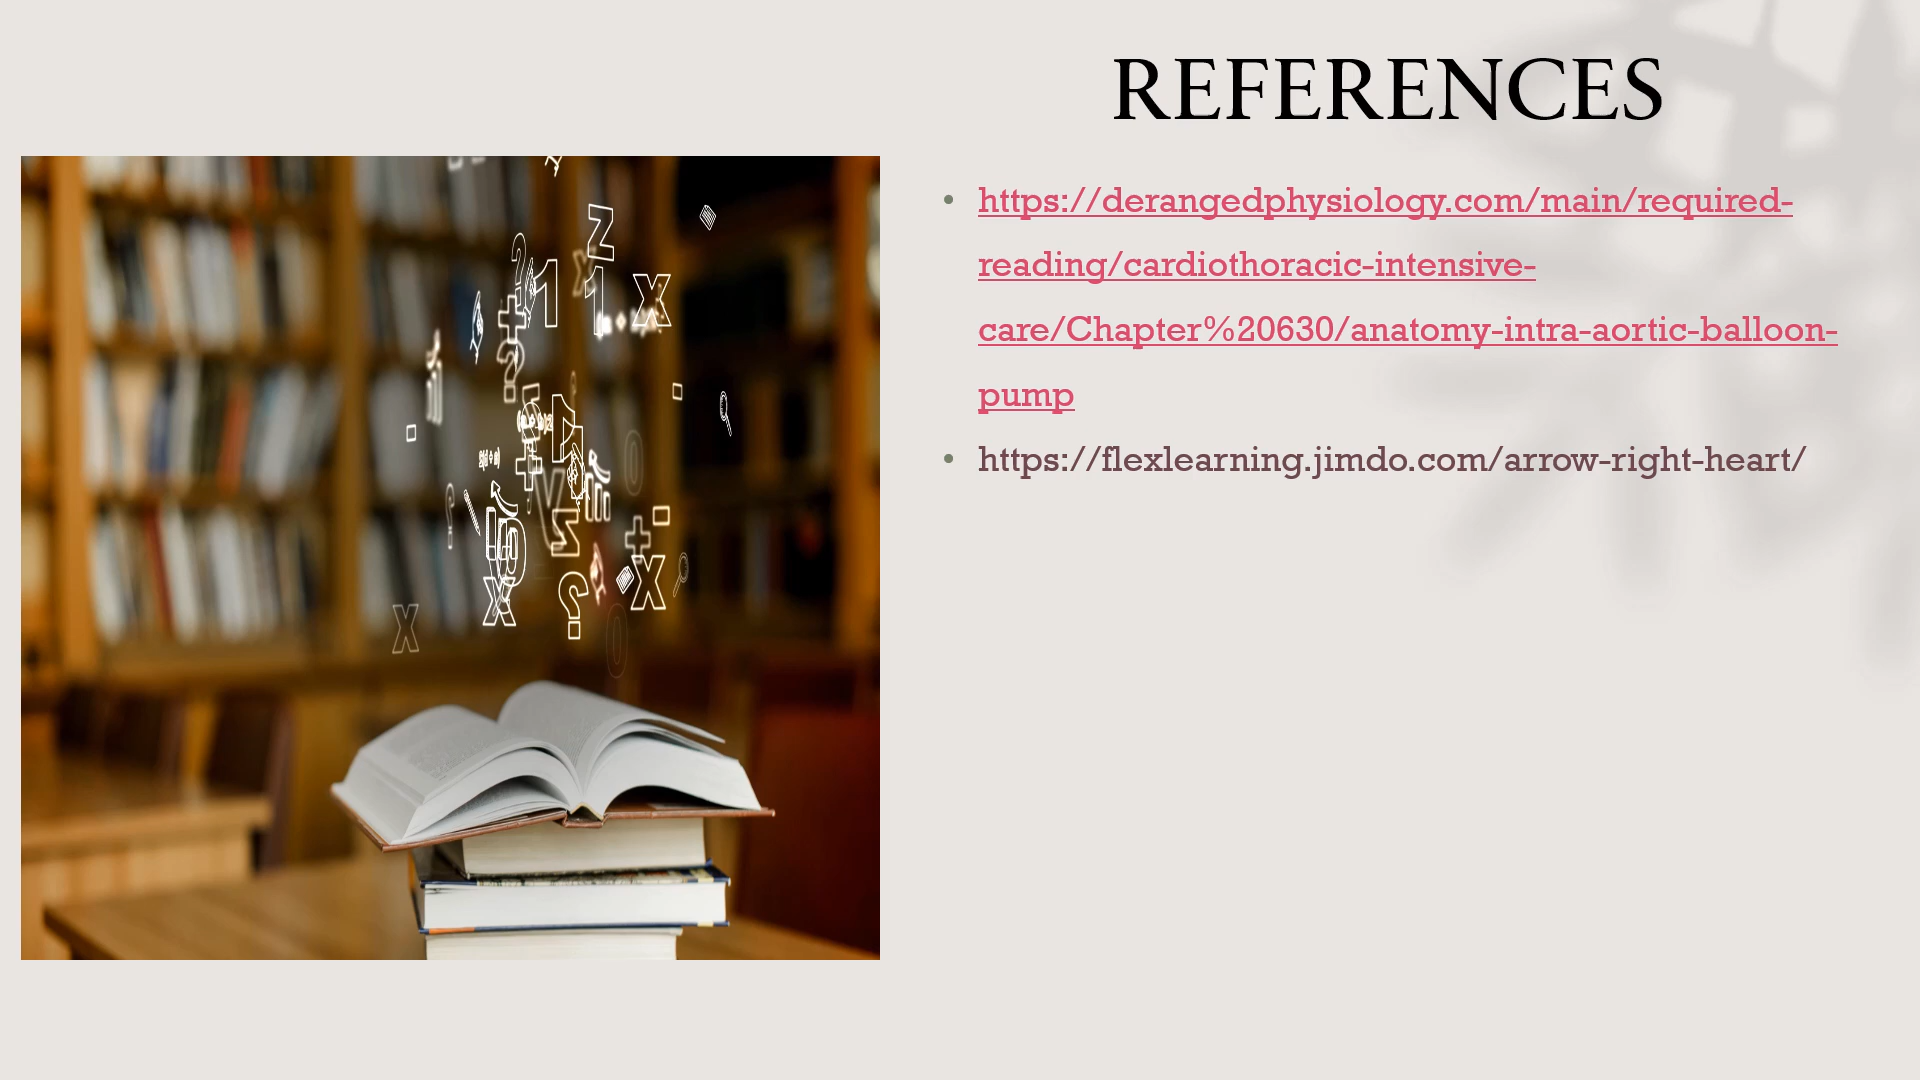 REFERENCES
• https://derangedphysiology.com/main/required-
reading/cardiothoracic-intensive-
care/Chapter%20630/anatomy-intra-aortic-balloon-
pump
• https://flexlearning.jimdo.com/arrow-right-heart/